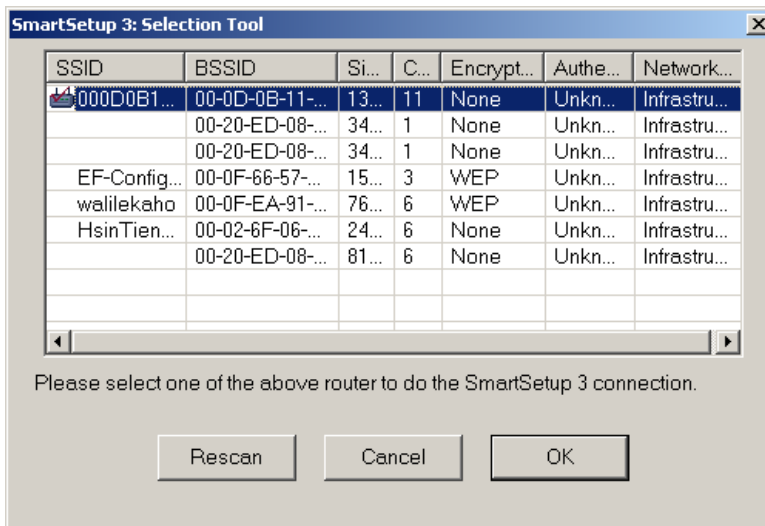 SmartSetup 3: Selection Tool
SSID BSSID Si... C... Encrypt... Authe... Network...
000D0B1... 00-0D-0B-11-... 13... 11 None Unkn... Infrastru...
00-20-ED-08-... 34... 1 None Unkn... Infrastru...
00-20-ED-08-... 34... 1 None Unkn... Infrastru...
EF-Config... 00-0F-66-57-... 15... 3 WEP Unkn... Infrastru...
walilekaho 00-0F-EA-91-... 76... 6 WEP Unkn... Infrastru...
HsinTien... 00-02-6F-06-... 24... 6 None Unkn... Infrastru...
00-20-ED-08-... 81... 6 None Unkn... Infrastru...
Please select one of the above router to do the SmartSetup 3 connection.
Rescan Cancel OK